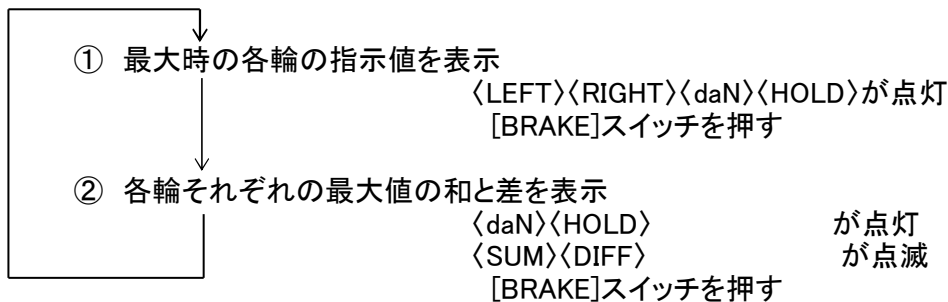 ① 最大時の各輪の指示値を表示
〈LEFT〉〈RIGHT〉〈daN〉〈HOLD〉が点灯
[BRAKE]スイッチを押す
② 各輪それぞれの最大値の和と差を表示
〈daN〉〈HOLD〉 が点灯
〈SUM〉〈DIFF〉 が点滅
[BRAKE]スイッチを押す